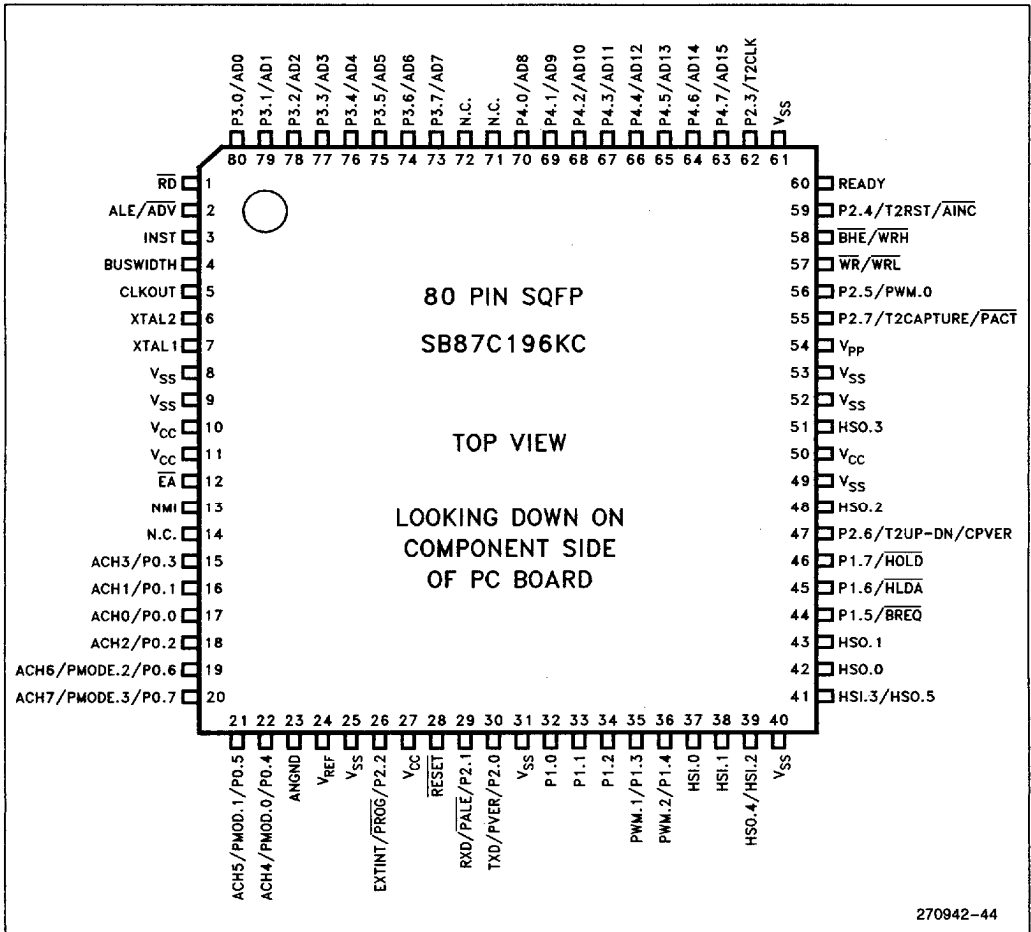 P3.0/AD0
P3.1/AD1
P3.2/AD2
P3.3/AD3
P3.4/AD4
P3.5/AD5
P3.6/AD6
P3.7/AD7
N.C.
N.C.
P4.0/AD8
P4.1/AD9
P4.2/AD10
P4.3/AD11
P4.4/AD12
P4.5/AD13
P4.6/AD14
P4.7/AD15
P2.3/T2CLK
VSS
80 79 78 77 76 75 74 73 72 71 70 69 68 67 66 65 64 63 62 61
RD 1
ALE/ADV 2
INST 3
BUSWIDTH 4
CLKOUT 5
XTAL2 6
XTAL1 7
VSS 8
VSS 9
VCC 10
VCC 11
EA 12
NMI 13
N.C. 14
ACH3/P0.3 15
ACH1/P0.1 16
ACH0/P0.0 17
ACH2/P0.2 18
ACH6/PMODE.2/P0.6 19
ACH7/PMODE.3/P0.7 20
80 PIN SQFP
SB87C196KC
TOP VIEW
LOOKING DOWN ON
COMPONENT SIDE
OF PC BOARD
60 READY
59 P2.4/T2RST/AINC
58 BHE/WRH
57 WR/WRL
56 P2.5/PWM.0
55 P2.7/T2CAPTURE/PACT
54 VPP
53 VSS
52 VSS
51 HSO.3
50 VCC
49 VSS
48 HSO.2
47 P2.6/T2UP-DN/CPVER
46 P1.7/HOLD
45 P1.6/HLDA
44 P1.5/BREQ
43 HSO.1
42 HSO.0
41 HSI.3/HSO.5
21 22 23 24 25 26 27 28 29 30 31 32 33 34 35 36 37 38 39 40
ACH5/PMOD.1/P0.5
ACH4/PMOD.0/P0.4
ANGND
VREF
VSS
EXTINT/PROG/P2.2
VCC
RESET
RXD/PALE/P2.1
TXD/PVER/P2.0
VSS
P1.0
P1.1
P1.2
PWM.1/P1.3
PWM.2/P1.4
HSI.0
HSI.1
HSO.4/HSI.2
VSS
270942-44